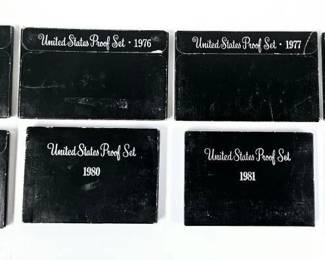 United States Proof Set · 1976
United States Proof Set · 1977
United States Proof Set
1980
United States Proof Set
1981